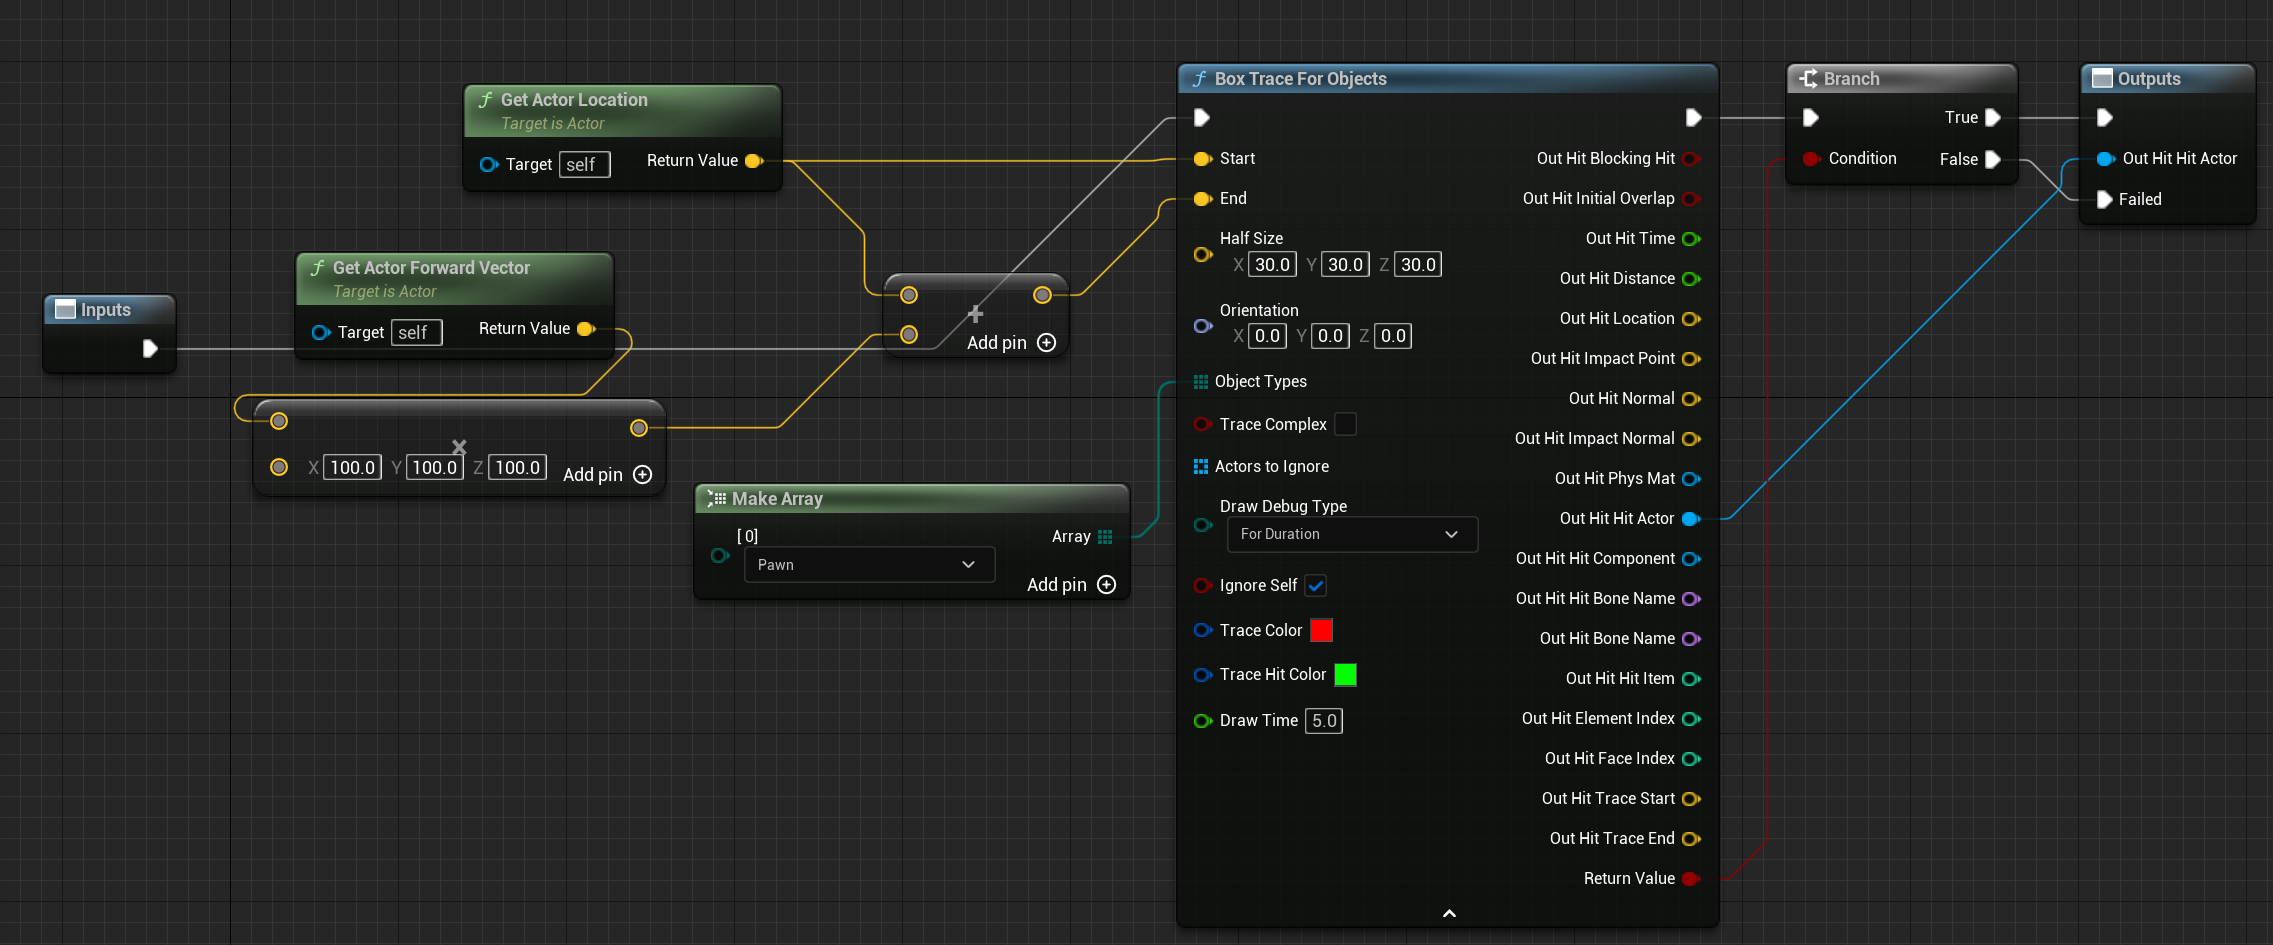 Inputs
Get Actor Location
Target is Actor
Target self Return Value
Get Actor Forward Vector
Target is Actor
Target self Return Value
X 100.0 Y 100.0 Z 100.0 Add pin
Add pin
Make Array
[ 0]
Pawn
Array
Add pin
Box Trace For Objects
Start
End
Half Size
X 30.0 Y 30.0 Z 30.0
Orientation
X 0.0 Y 0.0 Z 0.0
Object Types
Trace Complex
Actors to Ignore
Draw Debug Type
For Duration
Ignore Self
Trace Color
Trace Hit Color
Draw Time 5.0
Out Hit Blocking Hit
Out Hit Initial Overlap
Out Hit Time
Out Hit Distance
Out Hit Location
Out Hit Impact Point
Out Hit Normal
Out Hit Impact Normal
Out Hit Phys Mat
Out Hit Hit Actor
Out Hit Hit Component
Out Hit Hit Bone Name
Out Hit Bone Name
Out Hit Hit Item
Out Hit Element Index
Out Hit Face Index
Out Hit Trace Start
Out Hit Trace End
Return Value
Branch
True
Condition False
Outputs
Out Hit Hit Actor
Failed